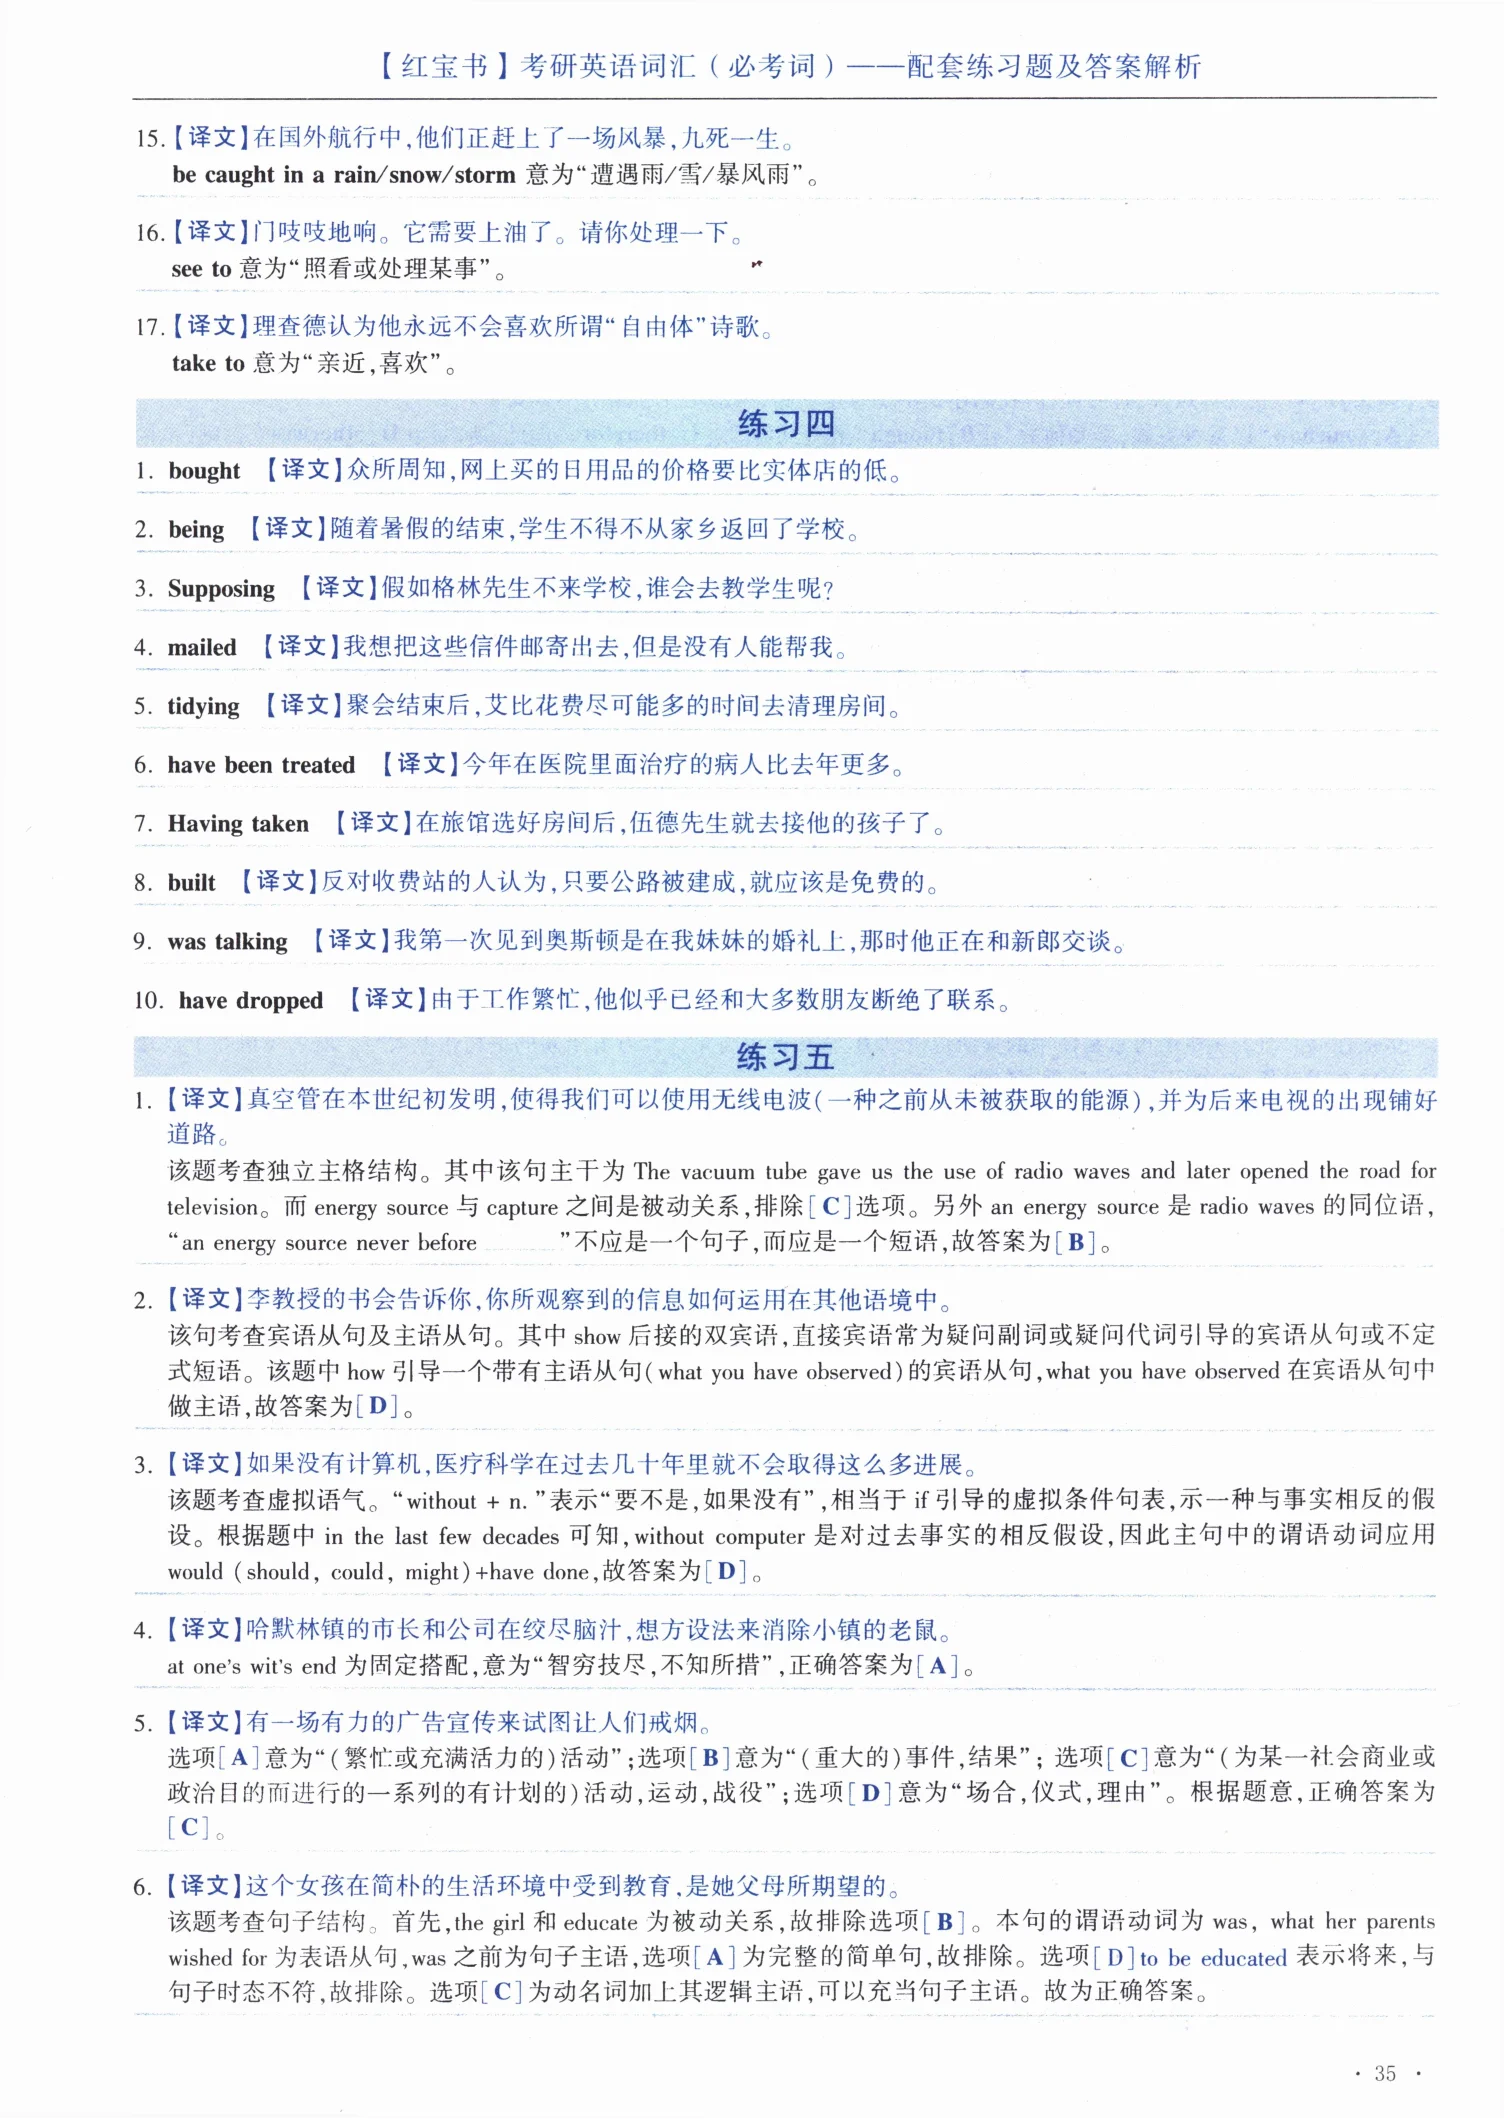 【红宝书】考研英语词汇（必考词）——配套练习题及答案解析
15.【译文】在国外航行中,他们正赶上了一场风暴,九死一生。
be caught in a rain/snow/storm 意为“遭遇雨/雪/暴风雨”。
16.【译文】门吱吱地响。它需要上油了。请你处理一下。
see to 意为“照看或处理某事”。
17.【译文】理查德认为他永远不会喜欢所谓“自由体”诗歌。
take to 意为“亲近,喜欢”。
练习四
1. bought 【译文】众所周知,网上买的日用品的价格要比实体店的低。
2. being 【译文】随着暑假的结束,学生不得不从家乡返回了学校。
3. Supposing 【译文】假如格林先生不来学校,谁会去教学生呢?
4. mailed 【译文】我想把这些信件邮寄出去,但是没有人能帮我。
5. tidying 【译文】聚会结束后,艾比花费尽可能多的时间去清理房间。
6. have been treated 【译文】今年在医院里面治疗的病人比去年更多。
7. Having taken 【译文】在旅馆选好房间后,伍德先生就去接他的孩子了。
8. built 【译文】反对收费站的人认为,只要公路被建成,就应该是免费的。
9. was talking 【译文】我第一次见到奥斯顿是在我妹妹的婚礼上,那时他正在和新郎交谈。
10. have dropped 【译文】由于工作繁忙,他似乎已经和大多数朋友断绝了联系。
练习五
1. 【译文】真空管在本世纪初发明,使得我们可以使用无线电波(一种之前从未被获取的能源),并为后来电视的出现铺好
道路。
该题考查独立主格结构。其中该句主干为 The vacuum tube gave us the use of radio waves and later opened the road for
television。而 energy source 与 capture 之间是被动关系,排除[C]选项。另外 an energy source 是 radio waves 的同位语,
“an energy source never before ______ ”不应是一个句子,而应是一个短语,故答案为[B]。
2. 【译文】李教授的书会告诉你,你所观察到的信息如何运用在其他语境中。
该句考查宾语从句及主语从句。其中 show 后接的双宾语,直接宾语常为疑问副词或疑问代词引导的宾语从句或不定
式短语。该题中 how 引导一个带有主语从句(what you have observed)的宾语从句,what you have observed 在宾语从句中
做主语,故答案为[D]。
3. 【译文】如果没有计算机,医疗科学在过去几十年里就不会取得这么多进展。
该题考查虚拟语气。“without + n. ”表示“要不是,如果没有”,相当于 if 引导的虚拟条件句表,示一种与事实相反的假
设。根据题中 in the last few decades 可知,without computer 是对过去事实的相反假设,因此主句中的谓语动词应用
would (should, could, might)+have done,故答案为[D]。
4. 【译文】哈默林镇的市长和公司在绞尽脑汁,想方设法来消除小镇的老鼠。
at one's wit's end 为固定搭配,意为“智穷技尽,不知所措”,正确答案为[A]。
5. 【译文】有一场有力的广告宣传来试图让人们戒烟。
选项[A]意为“(繁忙或充满活力的)活动”;选项[B]意为“(重大的)事件,结果”; 选项[C]意为“(为某一社会商业或
政治目的而进行的一系列的有计划的)活动,运动,战役”;选项[D]意为“场合,仪式,理由”。根据题意,正确答案为
[C]。
6. 【译文】这个女孩在简朴的生活环境中受到教育,是她父母所期望的。
该题考查句子结构。首先,the girl 和 educate 为被动关系,故排除选项[B]。本句的谓语动词为 was, what her parents
wished for 为表语从句,was 之前为句子主语,选项[A]为完整的简单句,故排除。选项[D]to be educated 表示将来,与
句子时态不符,故排除。选项[C]为动名词加上其逻辑主语,可以充当句子主语。故为正确答案。
· 35 ·